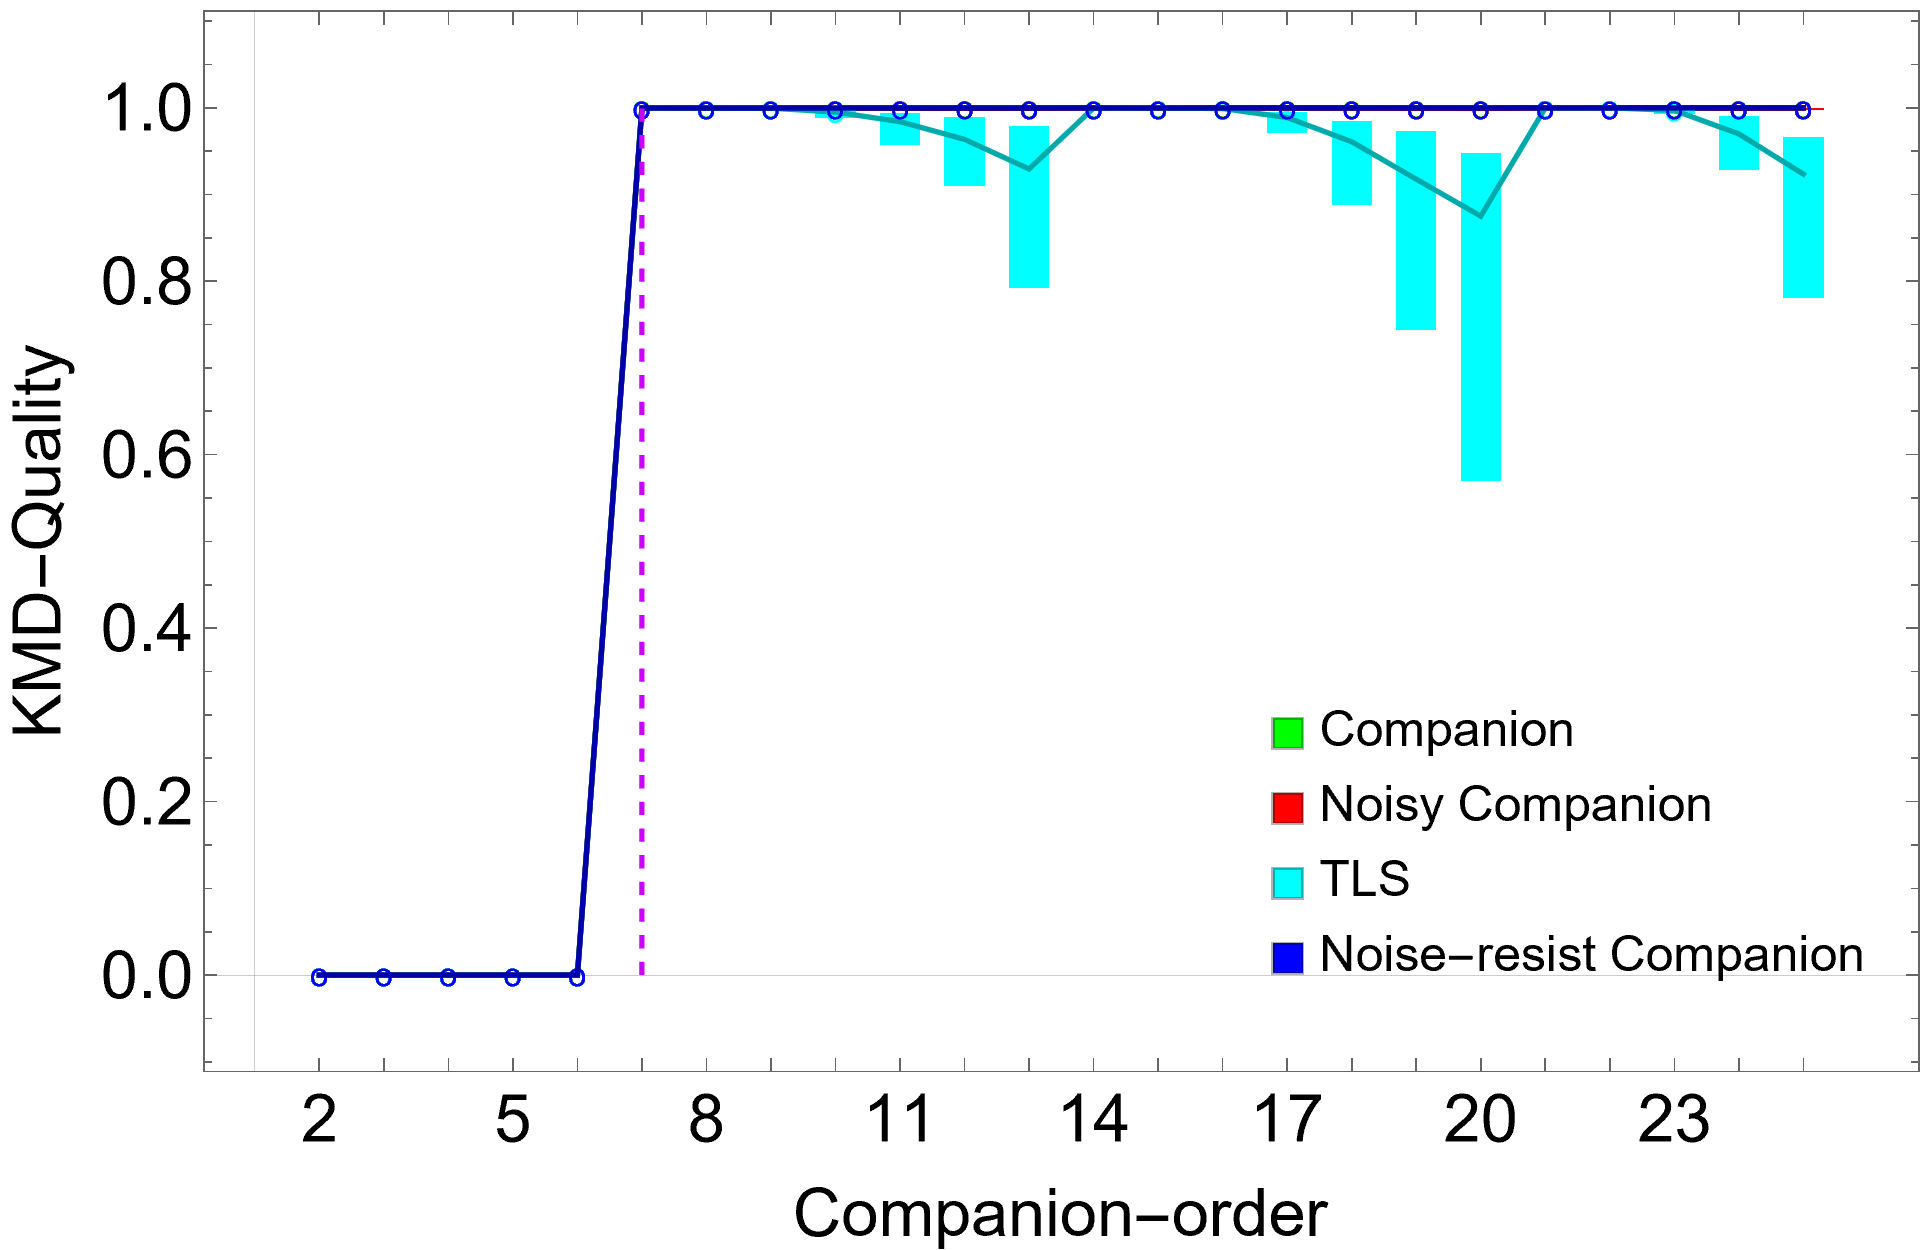 KMD-Quality
1.0
0.8
0.6
0.4
0.2
0.0
Companion
Noisy Companion
TLS
Noise-resist Companion
2 5 8 11 14 17 20 23
Companion-order